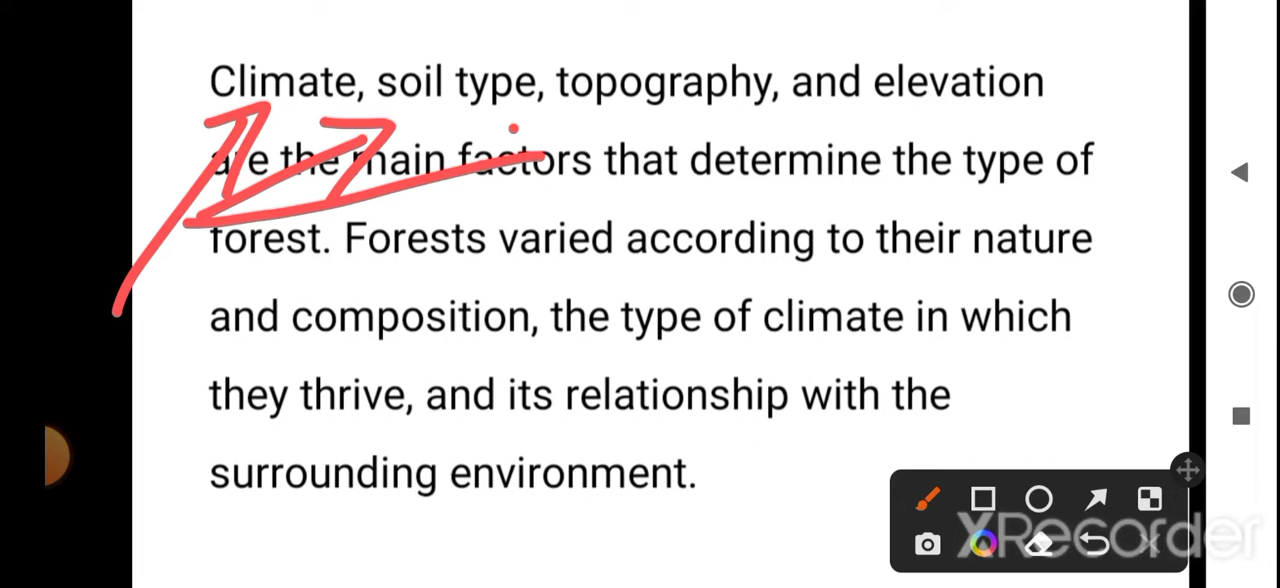 Climate, soil type, topography, and elevation
are the main factors that determine the type of
forest. Forests varied according to their nature
and composition, the type of climate in which
they thrive, and its relationship with the
surrounding environment.
XRecorder